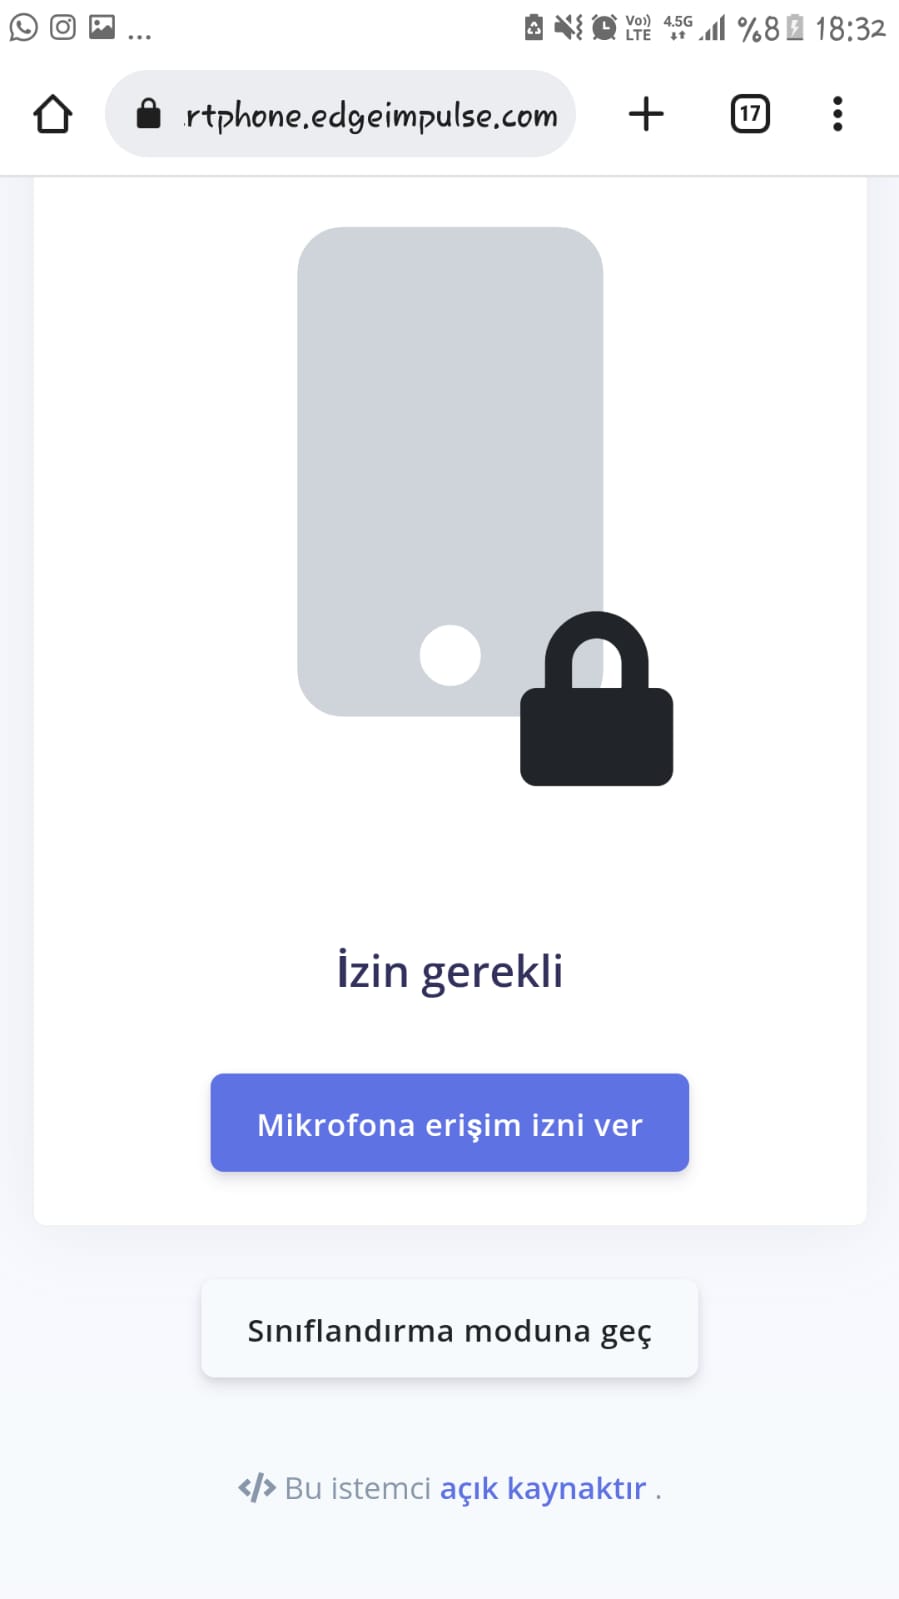 ... Vo)) LTE 4.5G %8 18:32
.rtphone.edgeimpulse.com 17
İzin gerekli
Mikrofona erişim izni ver
Sınıflandırma moduna geç
</> Bu istemci açık kaynaktır .